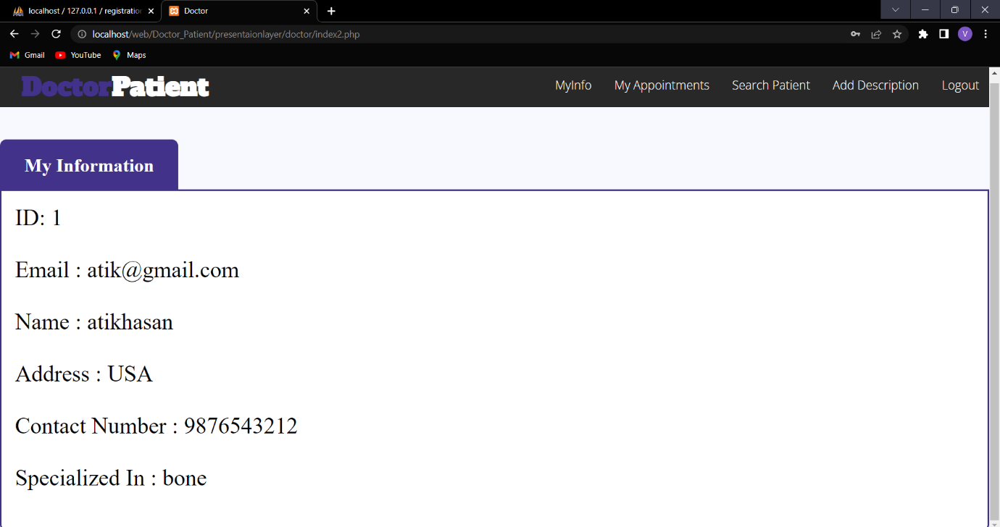 localhost / 127.0.0.1 / registration
Doctor
localhost/web/Doctor_Patient/presentaionlayer/doctor/index2.php
V
Gmail
YouTube
Maps
DoctorPatient
MyInfo
My Appointments
Search Patient
Add Description
Logout
My Information
ID: 1
Email : atik@gmail.com
Name : atikhasan
Address : USA
Contact Number : 9876543212
Specialized In : bone